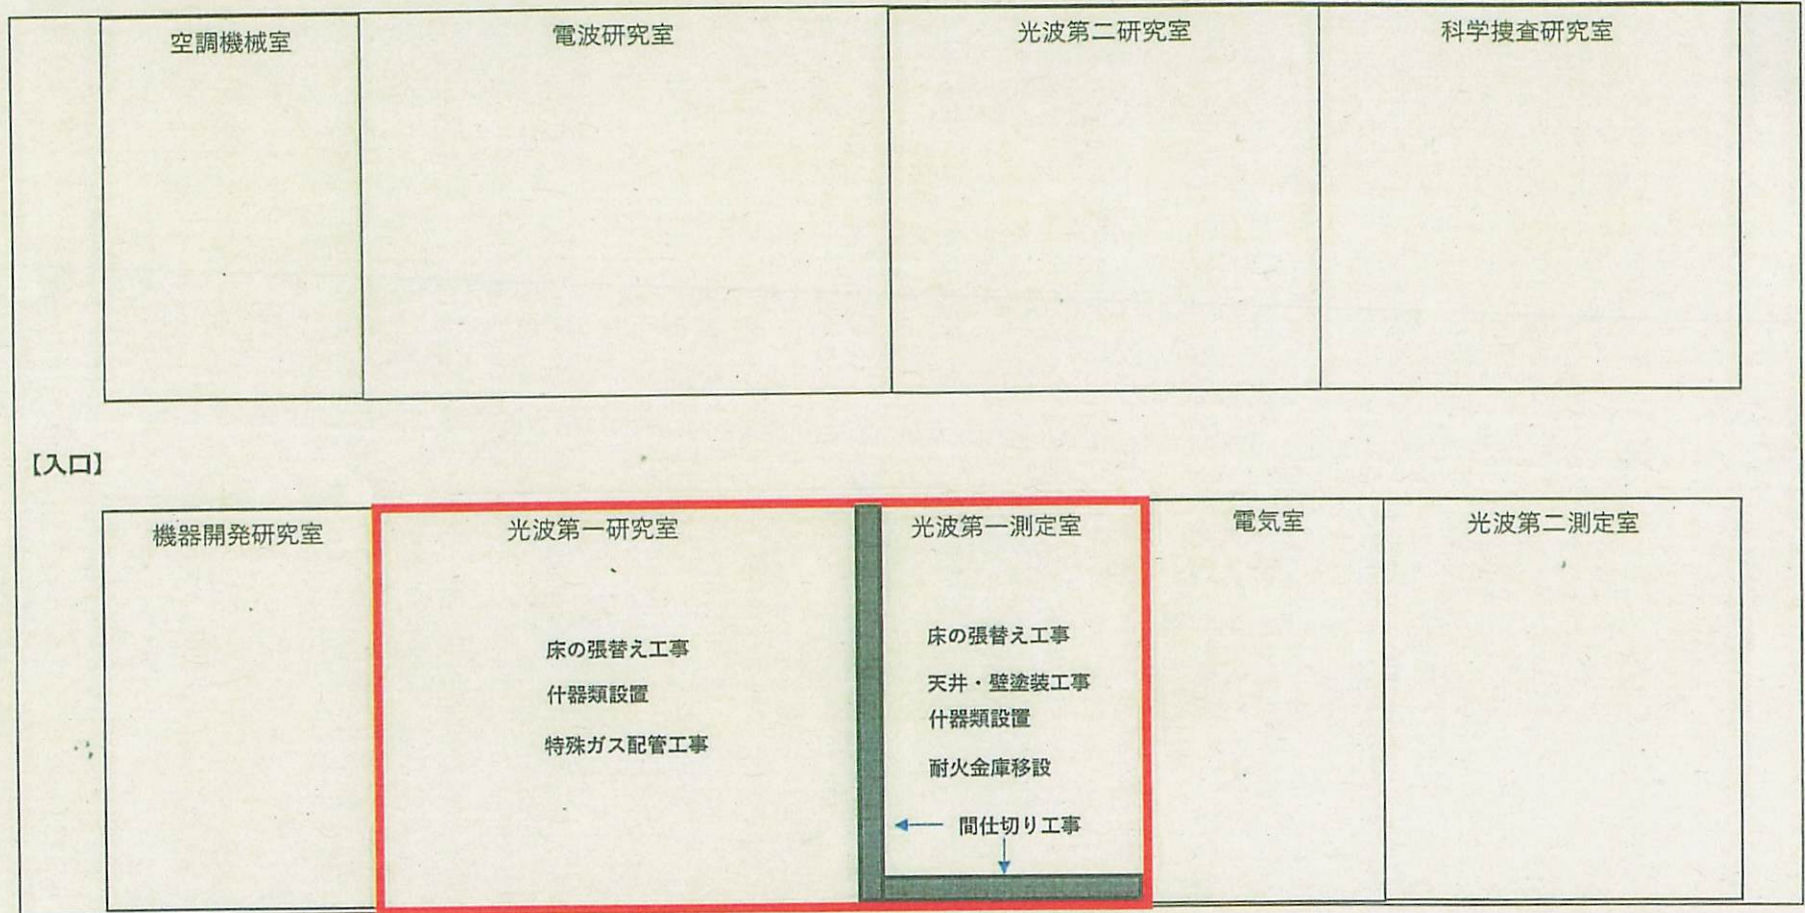 空調機械室
電波研究室
光波第二研究室
科学捜査研究室
【入口】
機器開発研究室
光波第一研究室
光波第一測定室
電気室
光波第二測定室
床の張替え工事
什器類設置
特殊ガス配管工事
床の張替え工事
天井・壁塗装工事
什器類設置
耐火金庫移設
間仕切り工事